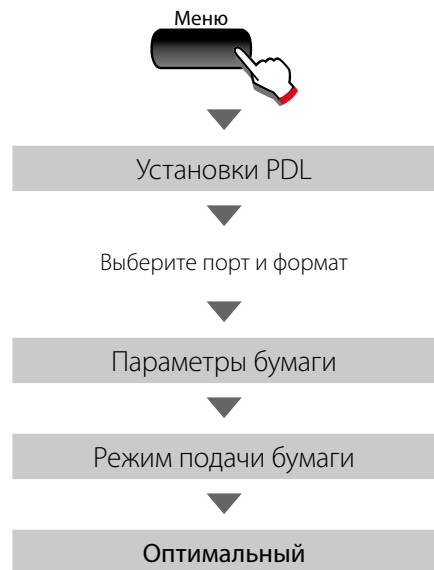 Меню
Установки PDL
Выберите порт и формат
Параметры бумаги
Режим подачи бумаги
Оптимальный